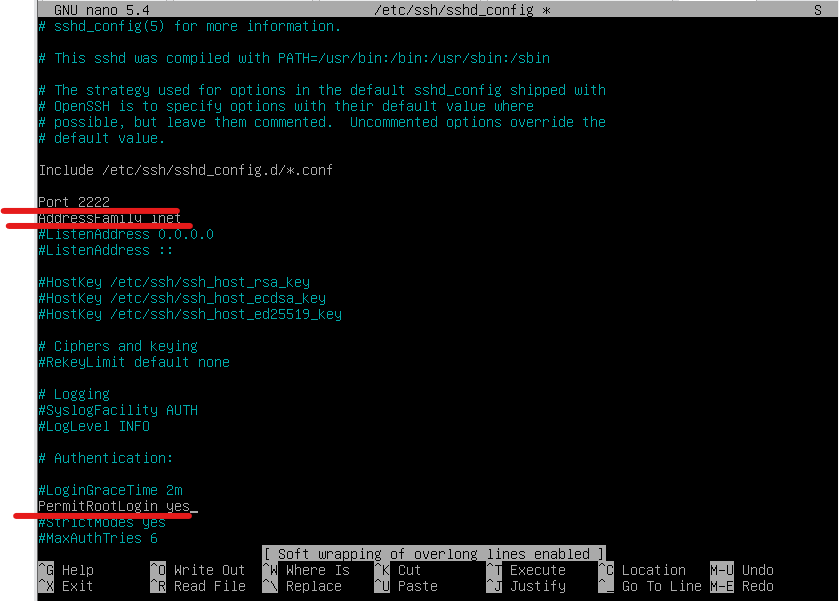 GNU nano 5.4 /etc/ssh/sshd_config * S
# sshd_config(5) for more information.
# This sshd was compiled with PATH=/usr/bin:/bin:/usr/sbin:/sbin
# The strategy used for options in the default sshd_config shipped with
# OpenSSH is to specify options with their default value where
# possible, but leave them commented.  Uncommented options override the
# default value.
Include /etc/ssh/sshd_config.d/*.conf
Port 2222
AddressFamily inet
#ListenAddress 0.0.0.0
#ListenAddress ::
#HostKey /etc/ssh/ssh_host_rsa_key
#HostKey /etc/ssh/ssh_host_ecdsa_key
#HostKey /etc/ssh/ssh_host_ed25519_key
# Ciphers and keying
#RekeyLimit default none
# Logging
#SyslogFacility AUTH
#LogLevel INFO
# Authentication:
#LoginGraceTime 2m
PermitRootLogin yes_
#StrictModes yes
#MaxAuthTries 6
[ Soft wrapping of overlong lines enabled ]
^G Help ^O Write Out ^W Where Is ^K Cut ^T Execute ^C Location M-U Undo
^X Exit ^R Read File ^\ Replace ^U Paste ^J Justify ^_ Go To Line M-E Redo